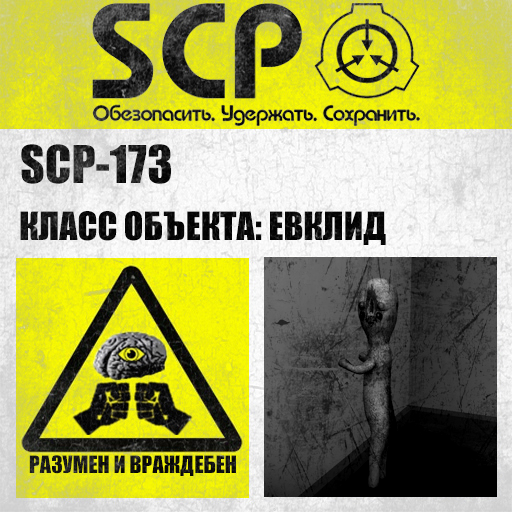 SCP
Обезопасить. Удержать. Сохранить.
SCP-173
КЛАСС ОБЪЕКТА: ЕВКЛИД
РАЗУМЕН И ВРАЖДЕБЕН